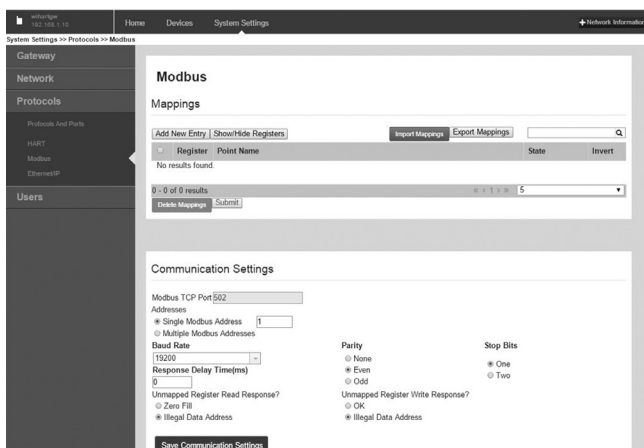 wihartgw
192.168.1.10
Home Devices System Settings
+ Network Information
System Settings >> Protocols >> Modbus
Gateway
Network
Protocols
Protocols And Ports
HART
Modbus
Ethernet/IP
Users
Modbus
Mappings
Add New Entry Show/Hide Registers Import Mappings Export Mappings
Register Point Name State Invert
No results found.
0 - 0 of 0 results « ‹ 1 › » 5
Delete Mappings Submit
Communication Settings
Modbus TCP Port 502
Addresses
Single Modbus Address 1
Multiple Modbus Addresses
Baud Rate Parity Stop Bits
19200 None One
Response Delay Time(ms) Even Two
0 Odd
Unmapped Register Read Response? Unmapped Register Write Response?
Zero Fill OK
Illegal Data Address Illegal Data Address
Save Communication Settings